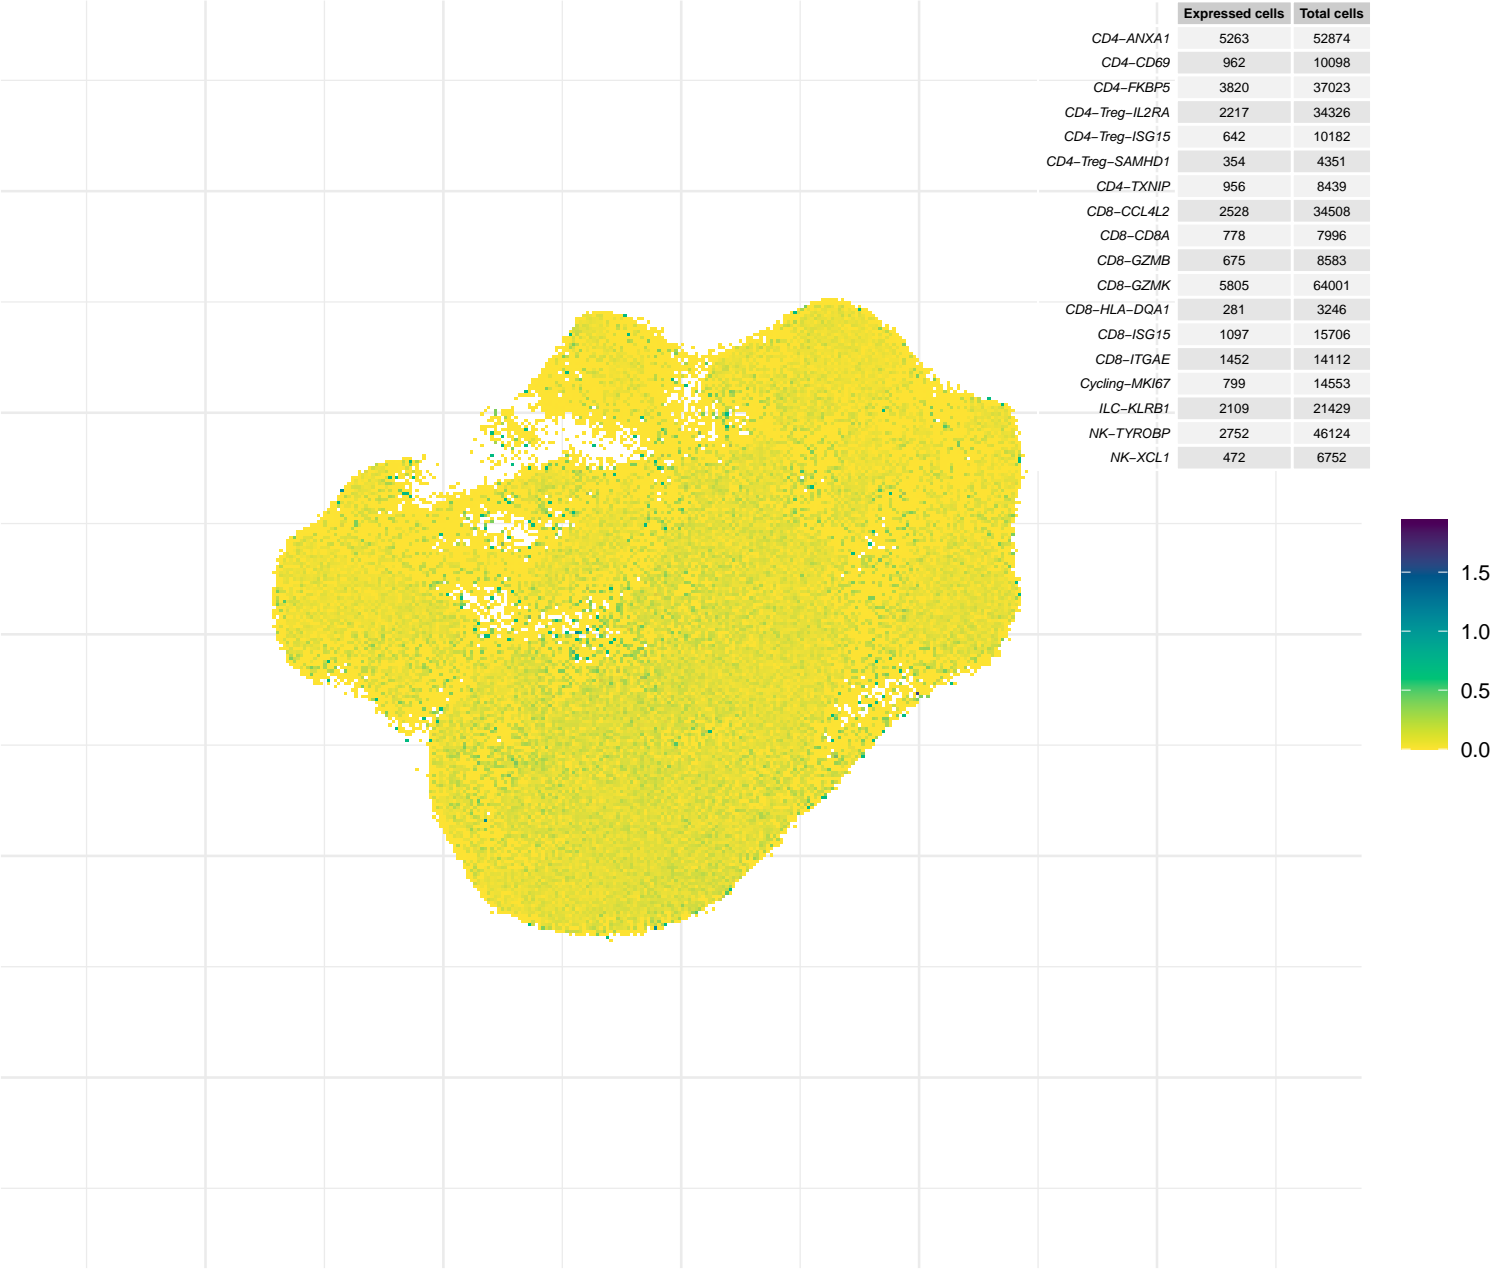 Expressed cells Total cells
CD4−ANXA1 5263 52874
CD4−CD69 962 10098
CD4−FKBP5 3820 37023
CD4−Treg−IL2RA 2217 34326
CD4−Treg−ISG15 642 10182
CD4−Treg−SAMHD1 354 4351
CD4−TXNIP 956 8439
CD8−CCL4L2 2528 34508
CD8−CD8A 778 7996
CD8−GZMB 675 8583
CD8−GZMK 5805 64001
CD8−HLA−DQA1 281 3246
CD8−ISG15 1097 15706
CD8−ITGAE 1452 14112
Cycling−MKI67 799 14553
ILC−KLRB1 2109 21429
NK−TYROBP 2752 46124
NK−XCL1 472 6752
1.5
1.0
0.5
0.0